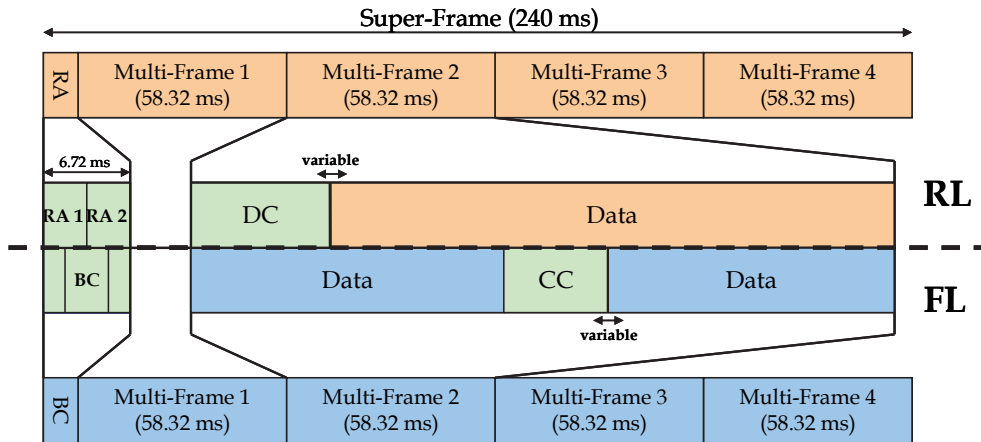 Super-Frame (240 ms)
RA
Multi-Frame 1
(58.32 ms)
Multi-Frame 2
(58.32 ms)
Multi-Frame 3
(58.32 ms)
Multi-Frame 4
(58.32 ms)
6.72 ms
variable
RA 1
RA 2
DC
Data
RL
BC
Data
CC
Data
FL
variable
BC
Multi-Frame 1
(58.32 ms)
Multi-Frame 2
(58.32 ms)
Multi-Frame 3
(58.32 ms)
Multi-Frame 4
(58.32 ms)